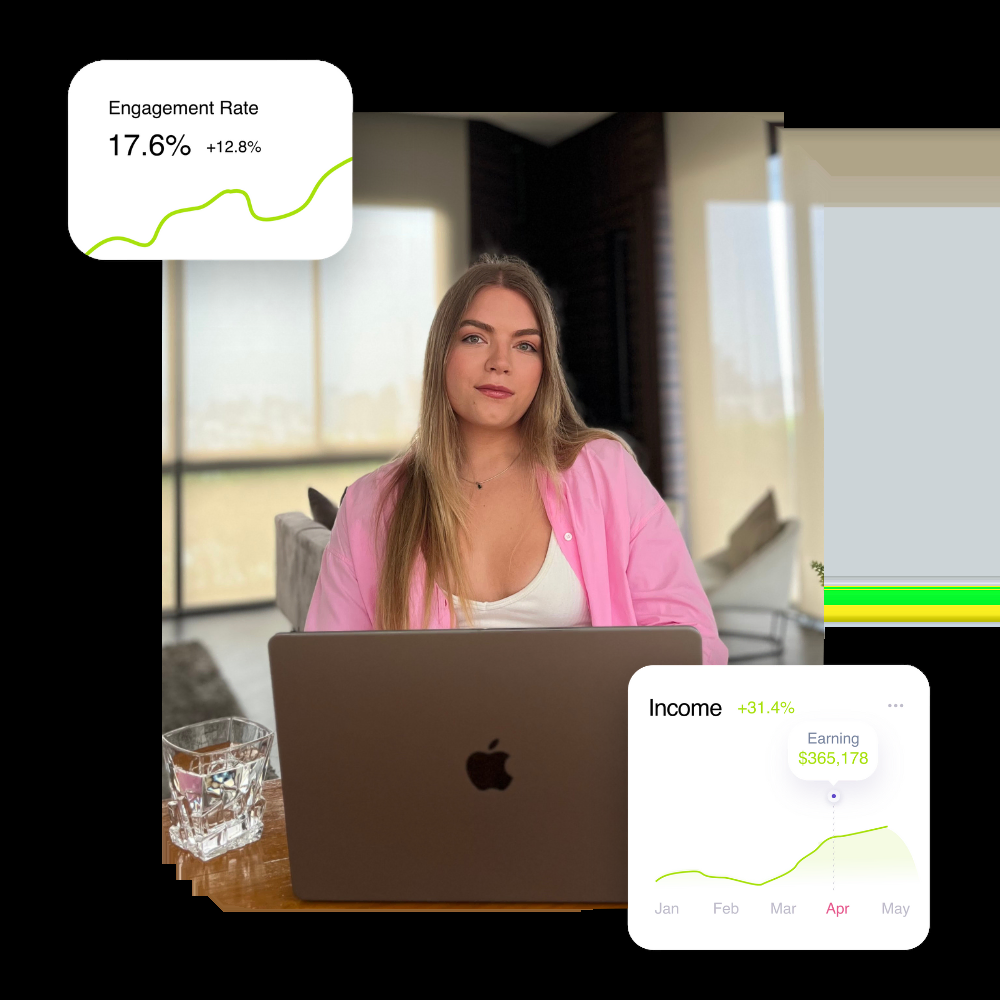 Engagement Rate
17.6% +12.8%
Income +31.4%
Earning
$365,178
Jan Feb Mar Apr May